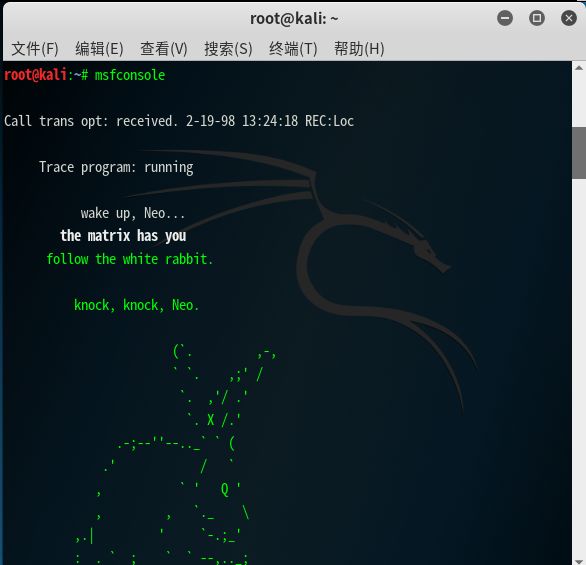 root@kali: ~
文件(F) 编辑(E) 查看(V) 搜索(S) 终端(T) 帮助(H)
root@kali:~# msfconsole
Call trans opt: received. 2-19-98 13:24:18 REC:Loc
Trace program: running
wake up, Neo...
the matrix has you
follow the white rabbit.
knock, knock, Neo.
(`.         ,-,
` `.    ,;' /
`.  ,'/ .'
`. X /.'
.-;--''--.._` ` (
.'            /   `
,           ` '   Q '
,         ,   `._    \
,.|         '     `-.;_'
:  . `  ;    `  ` --,.._;